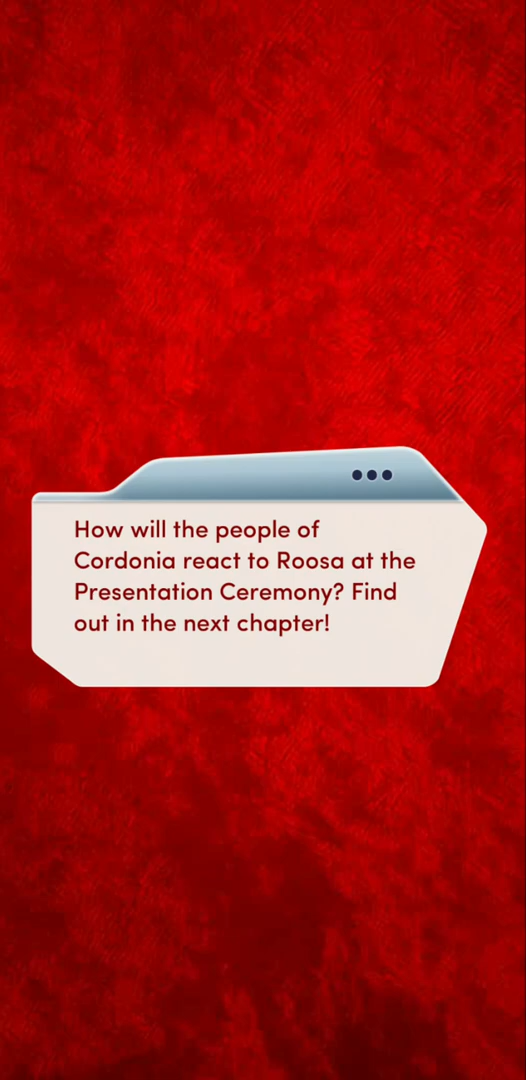 How will the people of
Cordonia react to Roosa at the
Presentation Ceremony? Find
out in the next chapter!